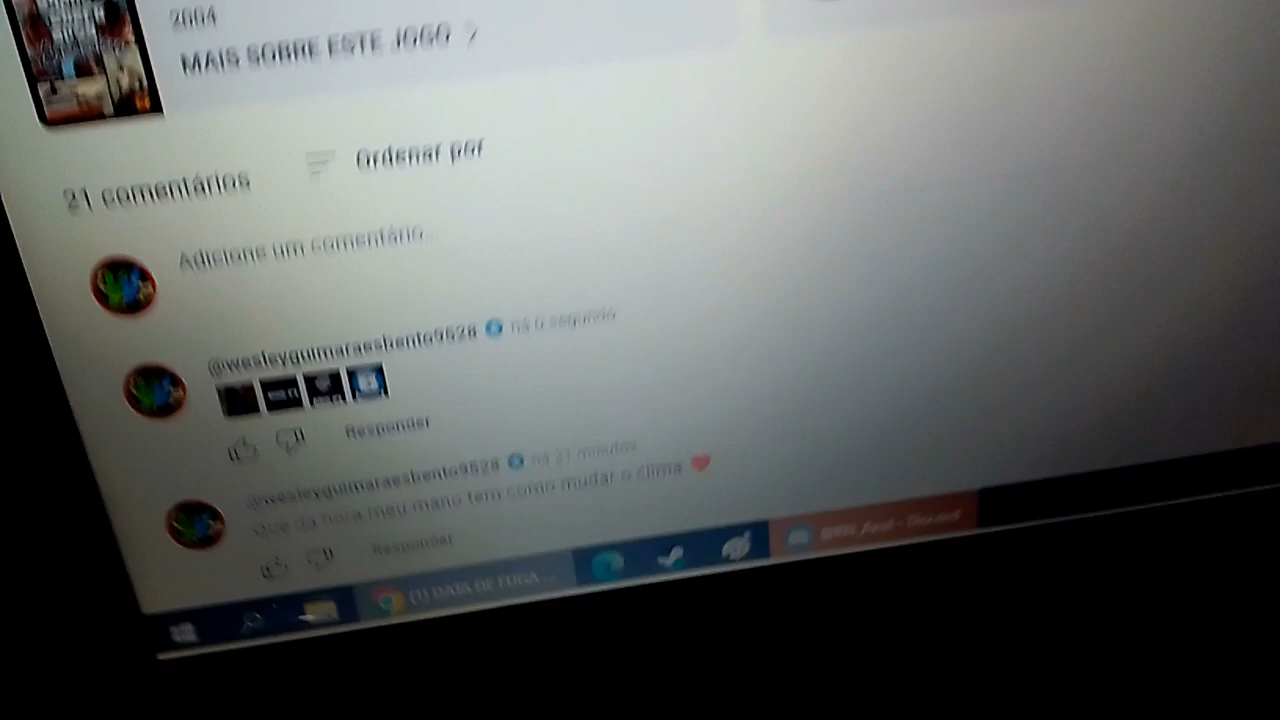 2004
MAIS SOBRE ESTE JOGO
21 comentários
Ordenar por
Adicione um comentário...
@wesleyguimaraesbento9528 há 0 segundo
Responder
@wesleyguimaraesbento9528 há 21 minutos
Que da hora meu mano tem como mudar o clima ❤
Responder
(1) DATA DE FUGA ...
- Discord